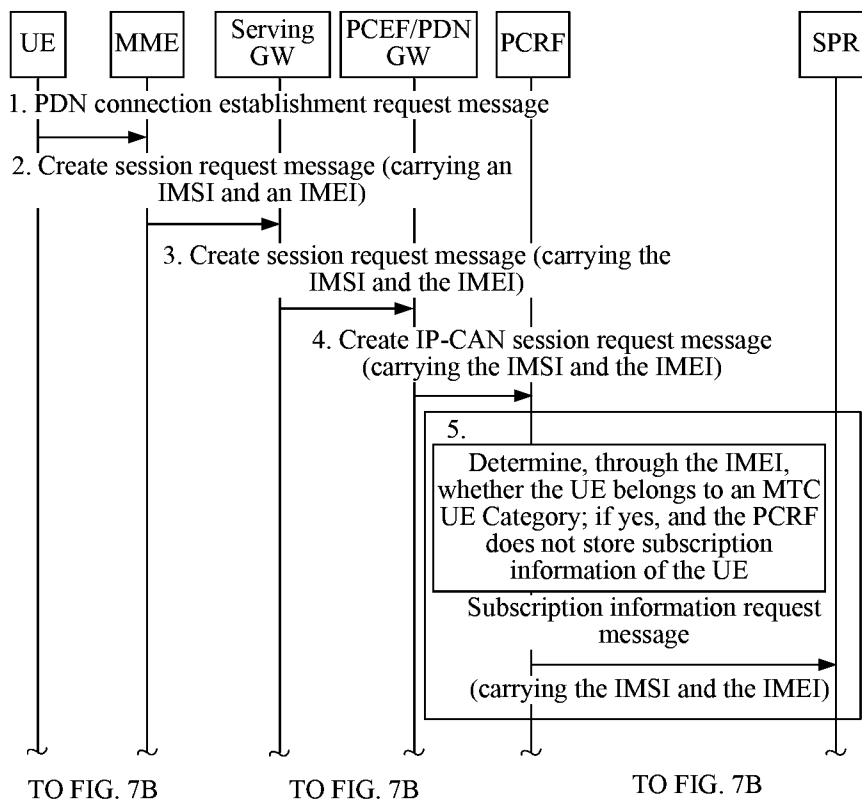 UE
MME
Serving
GW
PCEF/PDN
GW
PCRF
SPR
1. PDN connection establishment request message
2. Create session request message (carrying an
IMSI and an IMEI)
3. Create session request message (carrying the
IMSI and the IMEI)
4. Create IP-CAN session request message
(carrying the IMSI and the IMEI)
5.
Determine, through the IMEI,
whether the UE belongs to an MTC
UE Category; if yes, and the PCRF
does not store subscription
information of the UE
Subscription information request
message
(carrying the IMSI and the IMEI)
TO FIG. 7B
TO FIG. 7B
TO FIG. 7B